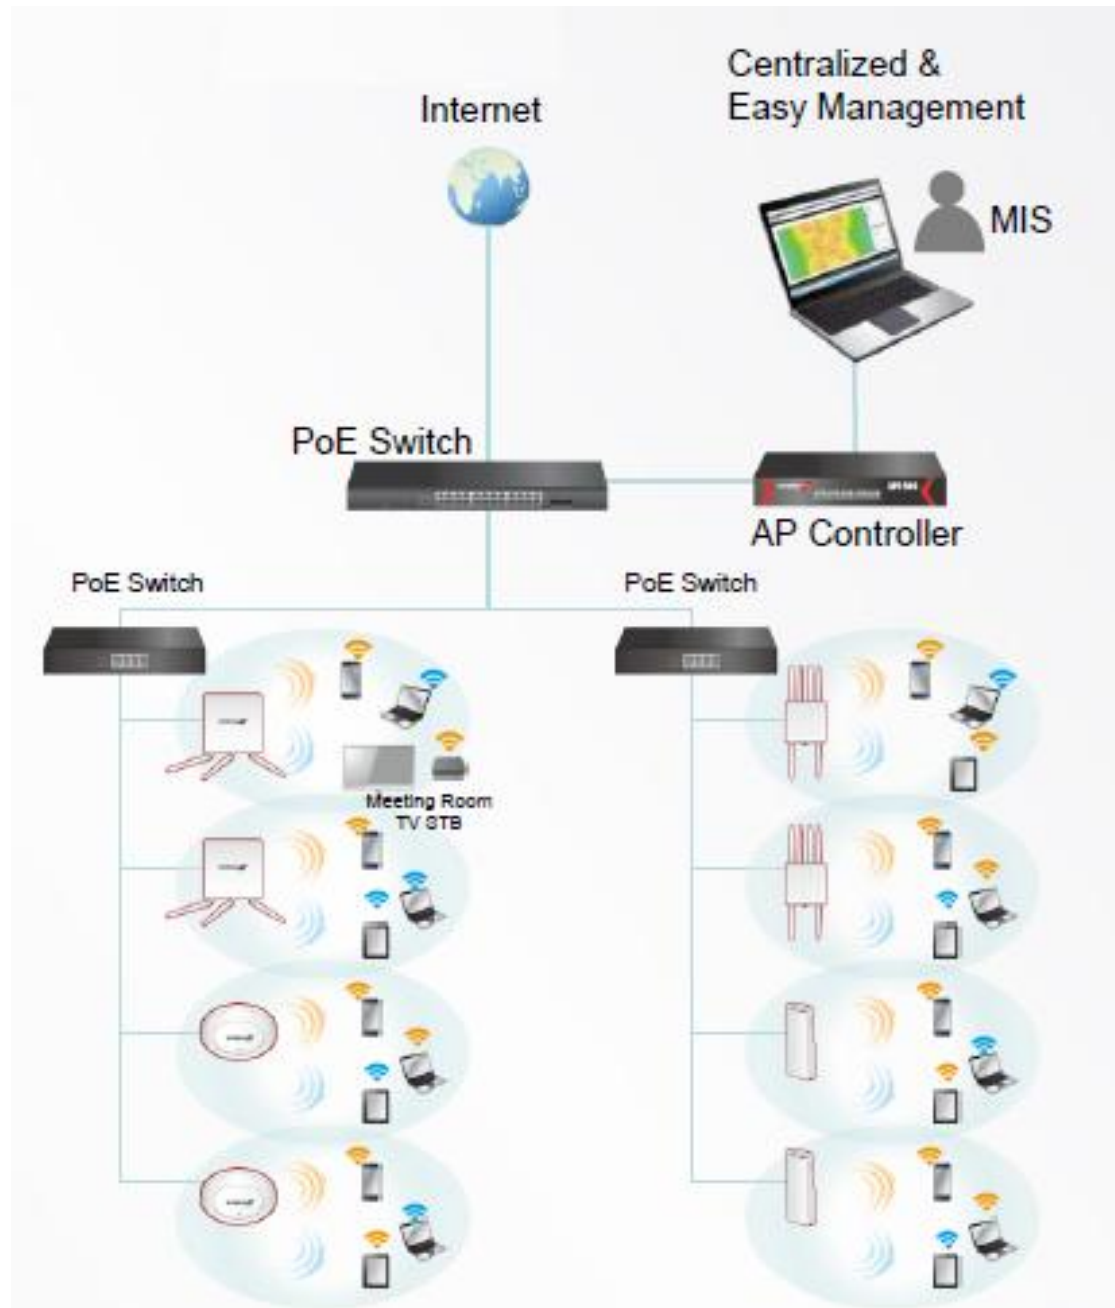 Centralized &
Easy Management
Internet
MIS
PoE Switch
AP Controller
PoE Switch
PoE Switch
Meeting Room
TV STB